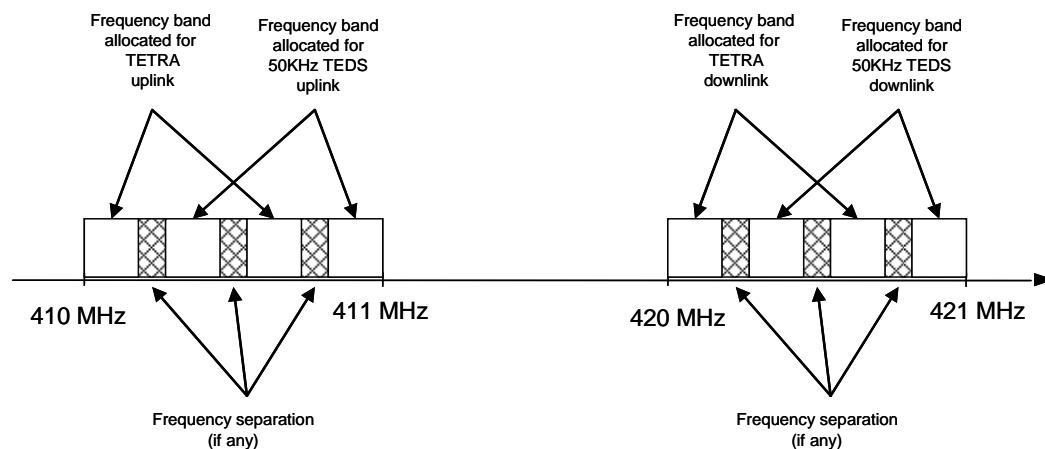 Frequency band
allocated for
TETRA
uplink
Frequency band
allocated for
50KHz TEDS
uplink
Frequency band
allocated for
TETRA
downlink
Frequency band
allocated for
50KHz TEDS
downlink
410 MHz
411 MHz
420 MHz
421 MHz
Frequency separation
(if any)
Frequency separation
(if any)